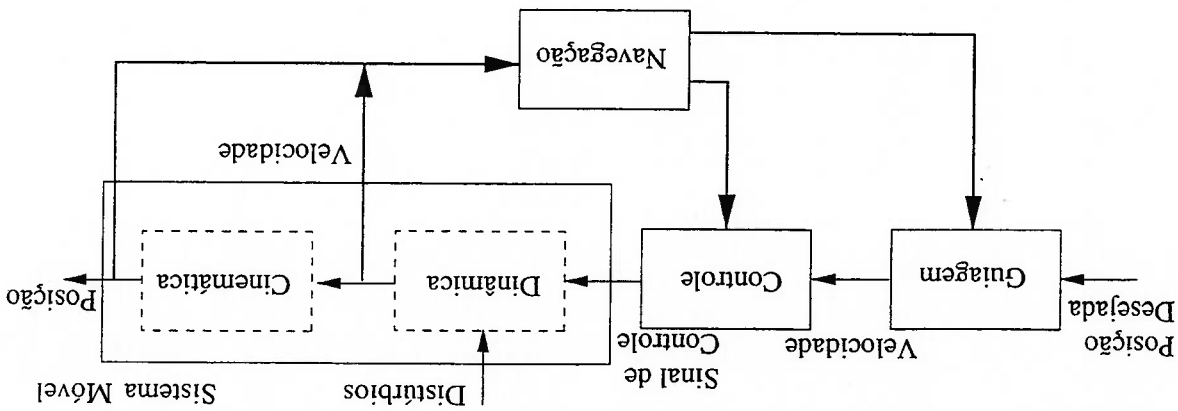 Distúrbios
Sistema Móvel
Sinal de
Controle
Posição
Desejada
Velocidade
Guiagem
Controle
Dinâmica
Cinemática
Posição
Velocidade
Navegação